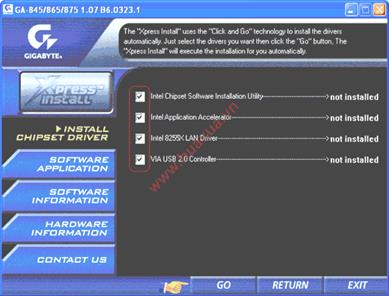 GA-845/865/875 1.07 B6.0323.1
GIGABYTE
The "Xpress Install" uses the "Click and Go" technology to install the drivers
automatically. Just select the drivers you want then click the "Go" button, The
"Xpress Install" will execute the installation for you automatically.
Xpress
INSTALL
Intel Chipset Software Installation Utility
not installed
Intel Application Accelerator
not installed
Intel 8255X LAN Driver
not installed
VIA USB 2.0 Controller
not installed
INSTALL
CHIPSET DRIVER
SOFTWARE
APPLICATION
SOFTWARE
INFORMATION
HARDWARE
INFORMATION
CONTACT US
GO
RETURN
EXIT